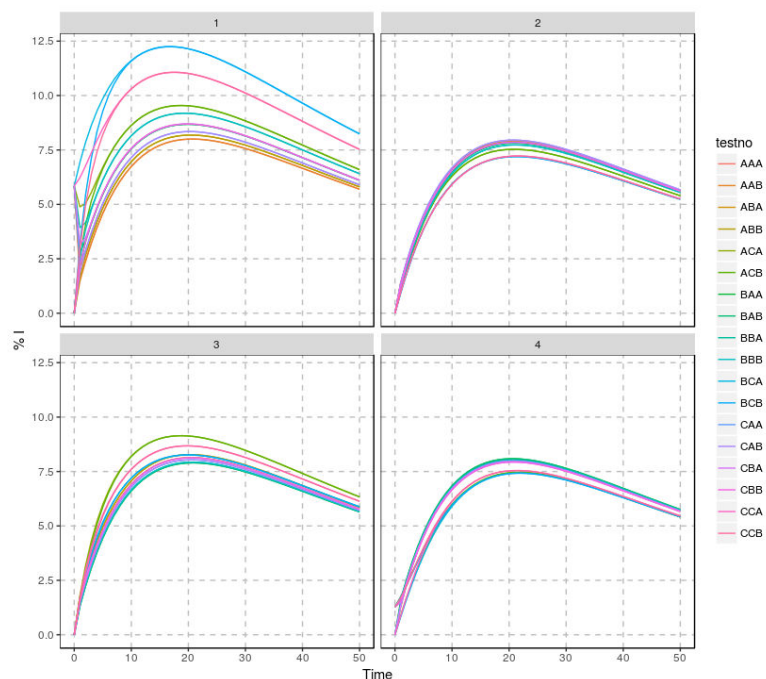 1
2
12.5
10.0
7.5
5.0
2.5
0.0
% I
3
4
12.5
10.0
7.5
5.0
2.5
0.0
0 10 20 30 40 50
0 10 20 30 40 50
Time
testno
AAA
AAB
ABA
ABB
ACA
ACB
BAA
BAB
BBA
BBB
BCA
BCB
CAA
CAB
CBA
CBB
CCA
CCB